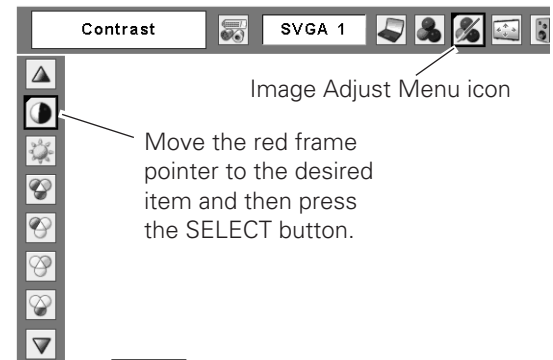 Contrast
SVGA 1
Image Adjust Menu icon
Move the red frame
pointer to the desired
item and then press
the SELECT button.